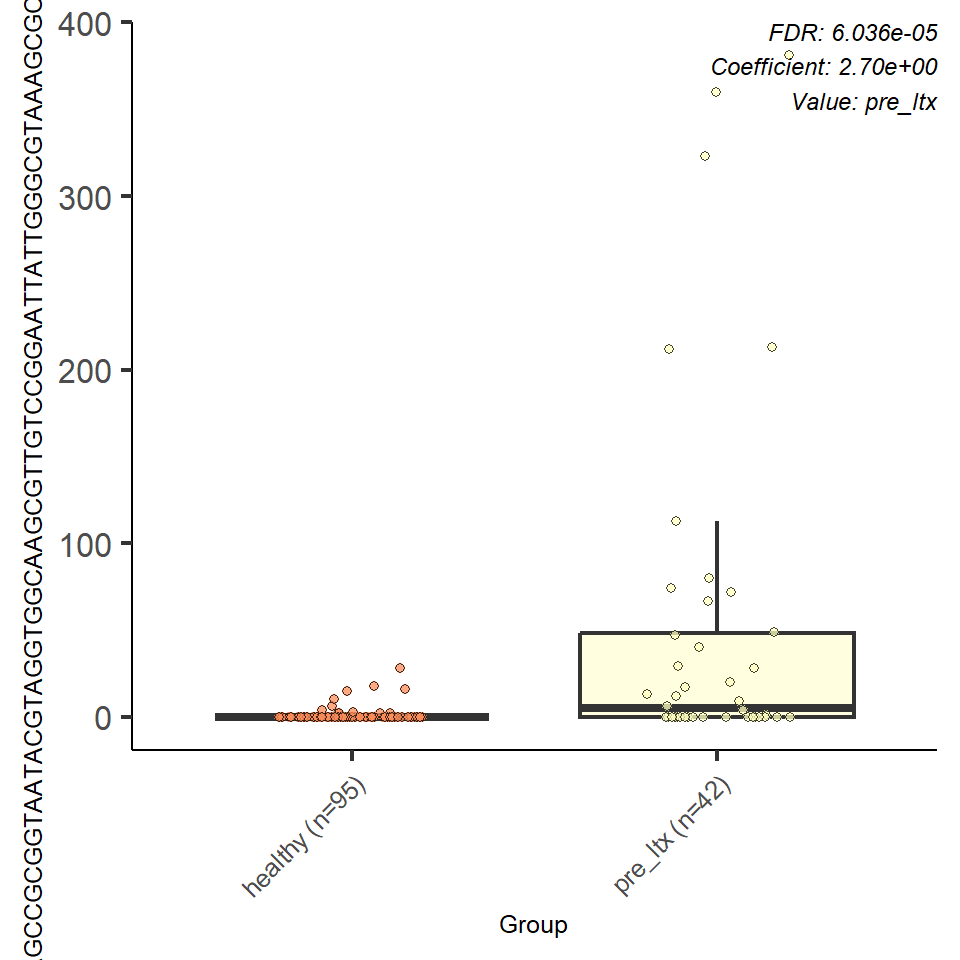 400
300
200
100
0
FDR: 6.036e-05
Coefficient: 2.70e+00
Value: pre_ltx
GCCGCGGTAATACGTAGGTGGCAAGCGTTGTCCGGAATTATTGGGCGTAAAGCGC
healthy (n=95)
pre_ltx (n=42)
Group